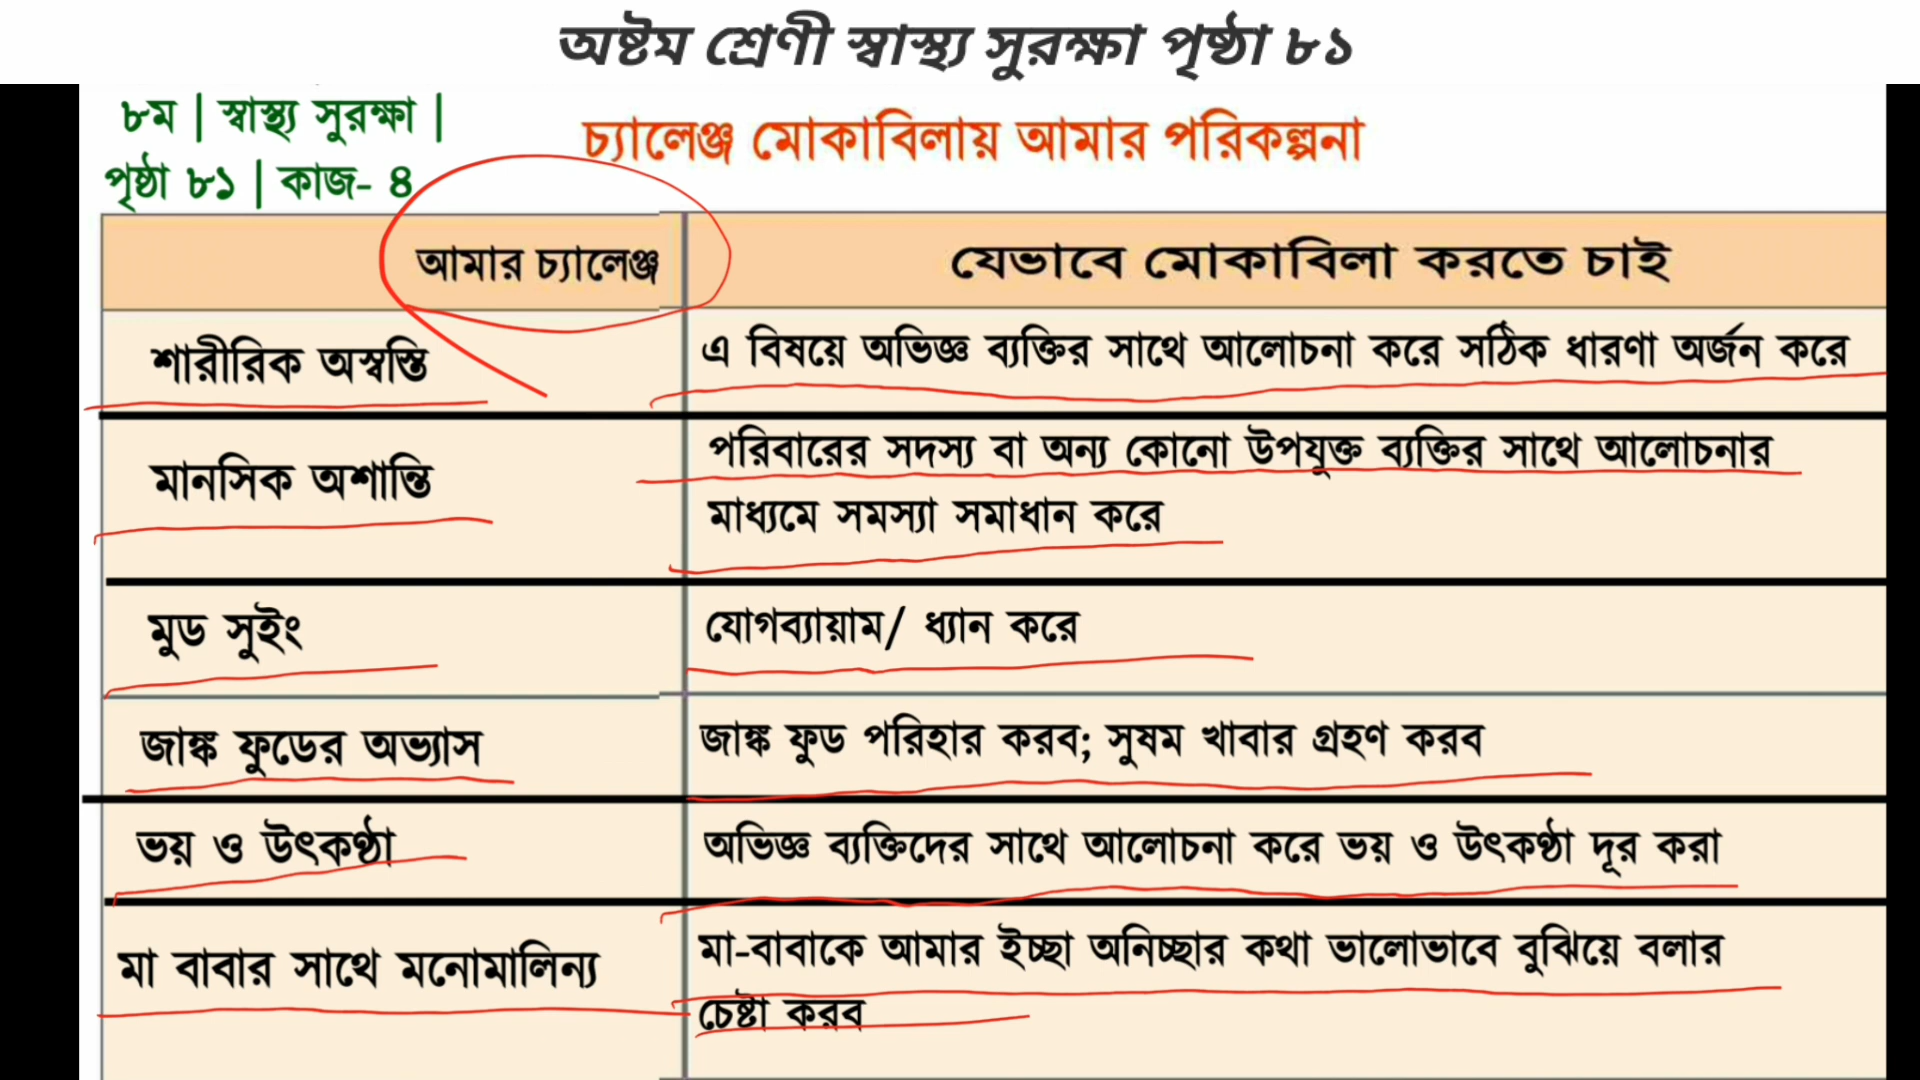 অষ্টম শ্রেণী স্বাস্থ্য সুরক্ষা পৃষ্ঠা ৮১
৮ম | স্বাস্থ্য সুরক্ষা |
পৃষ্ঠা ৮১ | কাজ- ৪
চ্যালেঞ্জ মোকাবিলায় আমার পরিকল্পনা
আমার চ্যালেঞ্জ
যেভাবে মোকাবিলা করতে চাই
শারীরিক অস্বস্তি
এ বিষয়ে অভিজ্ঞ ব্যক্তির সাথে আলোচনা করে সঠিক ধারণা অর্জন করে
মানসিক অশান্তি
পরিবারের সদস্য বা অন্য কোনো উপযুক্ত ব্যক্তির সাথে আলোচনার
মাধ্যমে সমস্যা সমাধান করে
মুড সুইং
যোগব্যায়াম/ ধ্যান করে
জাঙ্ক ফুডের অভ্যাস
জাঙ্ক ফুড পরিহার করব; সুষম খাবার গ্রহণ করব
ভয় ও উৎকণ্ঠা
অভিজ্ঞ ব্যক্তিদের সাথে আলোচনা করে ভয় ও উৎকণ্ঠা দূর করা
মা বাবার সাথে মনোমালিন্য
মা-বাবাকে আমার ইচ্ছা অনিচ্ছার কথা ভালোভাবে বুঝিয়ে বলার
চেষ্টা করব